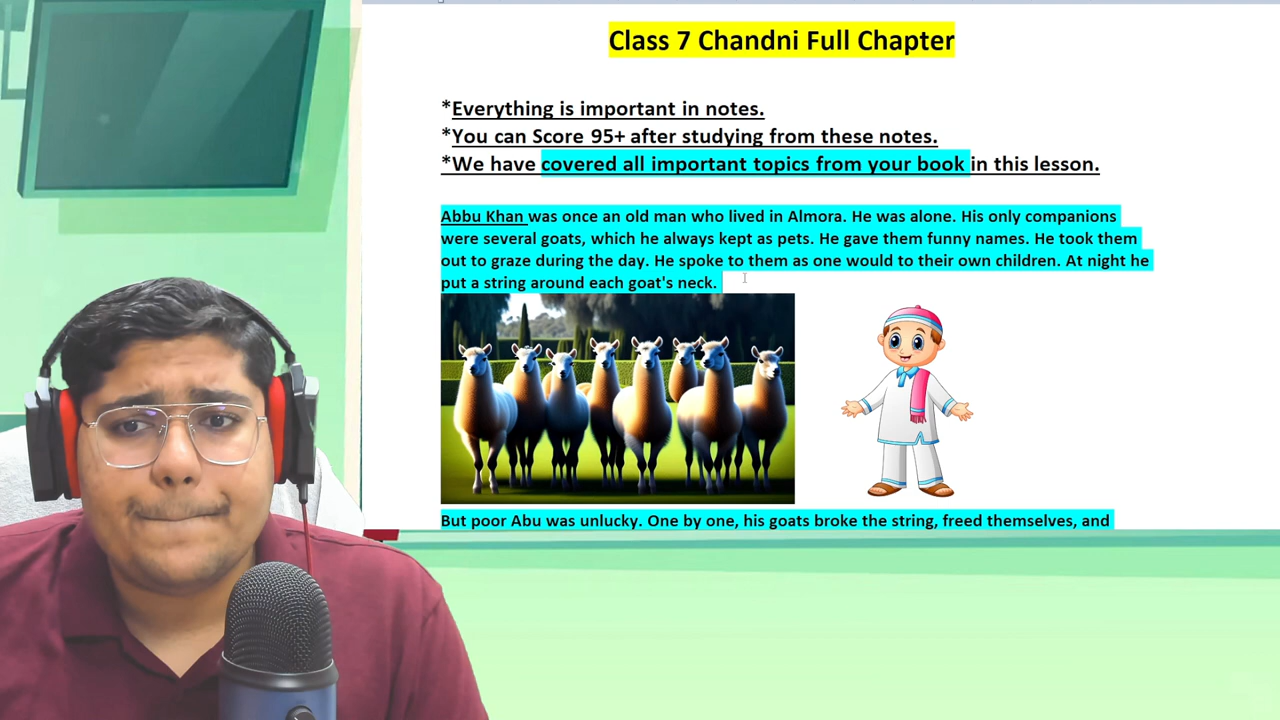 Class 7 Chandni Full Chapter
*Everything is important in notes.
*You can Score 95+ after studying from these notes.
*We have covered all important topics from your book in this lesson.
Abbu Khan was once an old man who lived in Almora. He was alone. His only companions
were several goats, which he always kept as pets. He gave them funny names. He took them
out to graze during the day. He spoke to them as one would to their own children. At night he
put a string around each goat's neck.
But poor Abu was unlucky. One by one, his goats broke the string, freed themselves, and